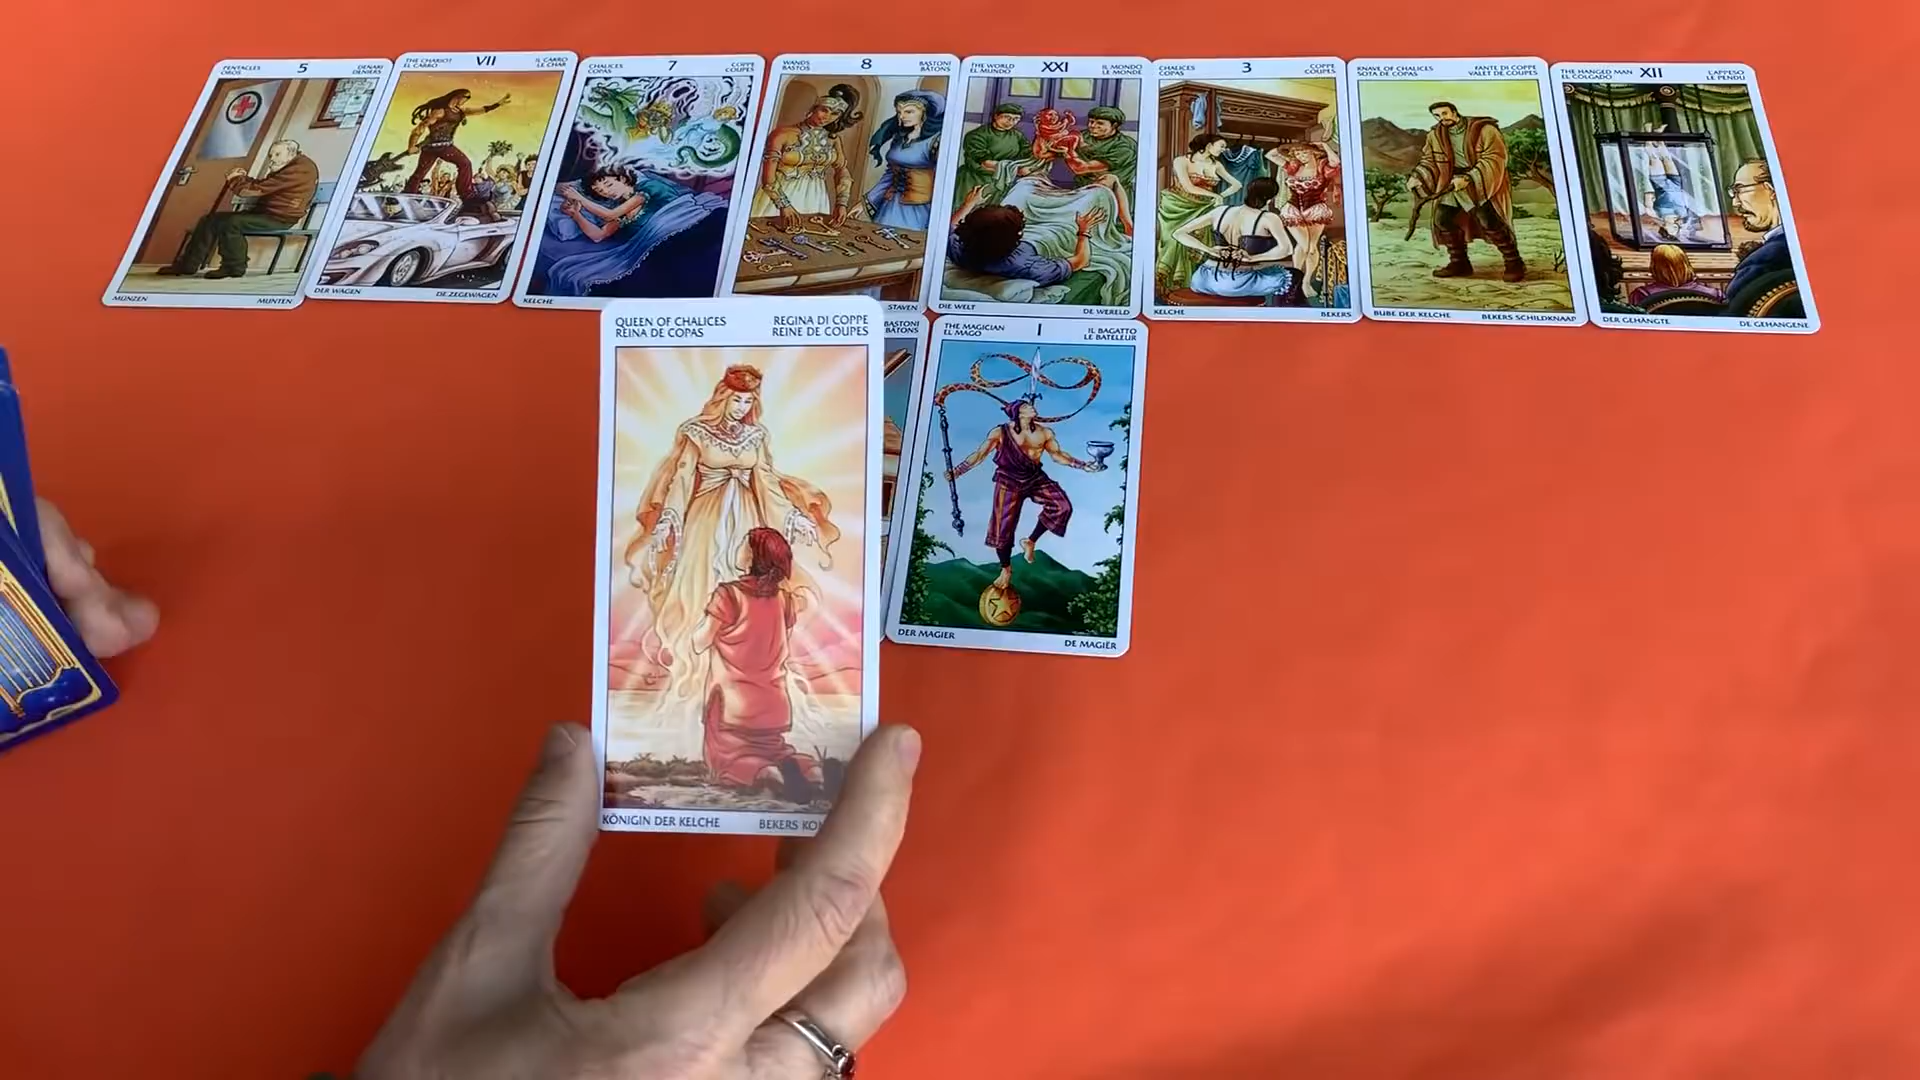 PENTACLES 5 DENARI
OROS DENIERS
MÜNZEN MUNTEN
THE CHARIOT VII IL CARRO
EL CARRO LE CHAR
DER WAGEN DE ZEGEWAGEN
CHALICES 7 COPPE
COPAS COUPES
KELCHE
WANDS 8 BASTONI
BASTOS BÂTONS
STAVEN
THE WORLD XXI IL MONDO
EL MUNDO LE MONDE
DIE WELT DE WERELD
CHALICES 3 COPPE
COPAS COUPES
KELCHE BEKERS
KNAVE OF CHALICES FANTE DI COPPE
SOTA DE COPAS VALET DE COUPES
BUBE DER KELCHE BEKERS SCHILDKNAAP
THE HANGED MAN XII L'APPESO
EL COLGADO LE PENDU
DER GEHÄNGTE DE GEHANGENE
QUEEN OF CHALICES REGINA DI COPPE
REINA DE COPAS REINE DE COUPES
KÖNIGIN DER KELCHE BEKERS
BASTONI
BÂTONS
THE MAGICIAN I IL BAGATTO
EL MAGO LE BATELEUR
DER MAGIER DE MAGIËR